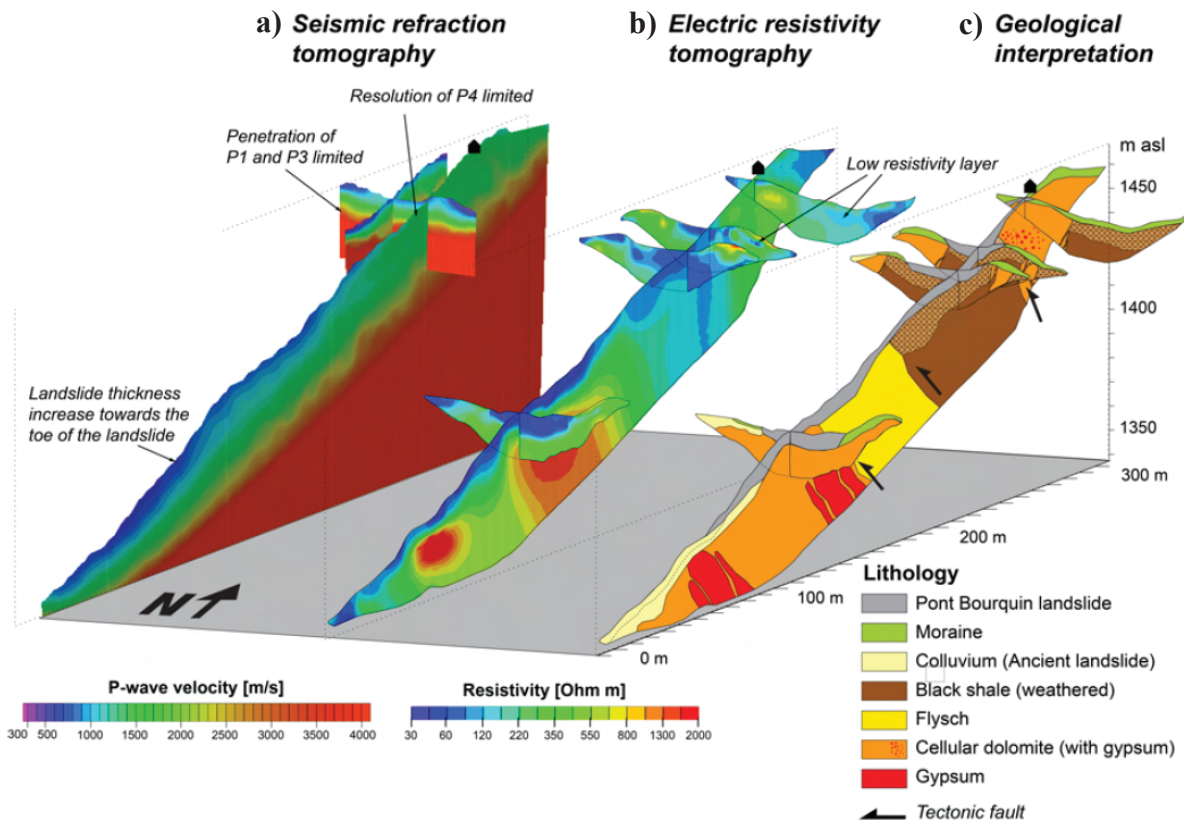 a) Seismic refraction
tomography
b) Electric resistivity
tomography
c) Geological
interpretation
Resolution of P4 limited
Penetration of
P1 and P3 limited
Low resistivity layer
m asl
1450
1400
1350
300 m
200 m
100 m
0 m
Landslide thickness
increase towards the
toe of the landslide
N
P-wave velocity [m/s]
300 500 1000 1500 2000 2500 3000 3500 4000
Resistivity [Ohm m]
30 60 120 220 350 550 800 1300 2000
Lithology
Pont Bourquin landslide
Moraine
Colluvium (Ancient landslide)
Black shale (weathered)
Flysch
Cellular dolomite (with gypsum)
Gypsum
Tectonic fault